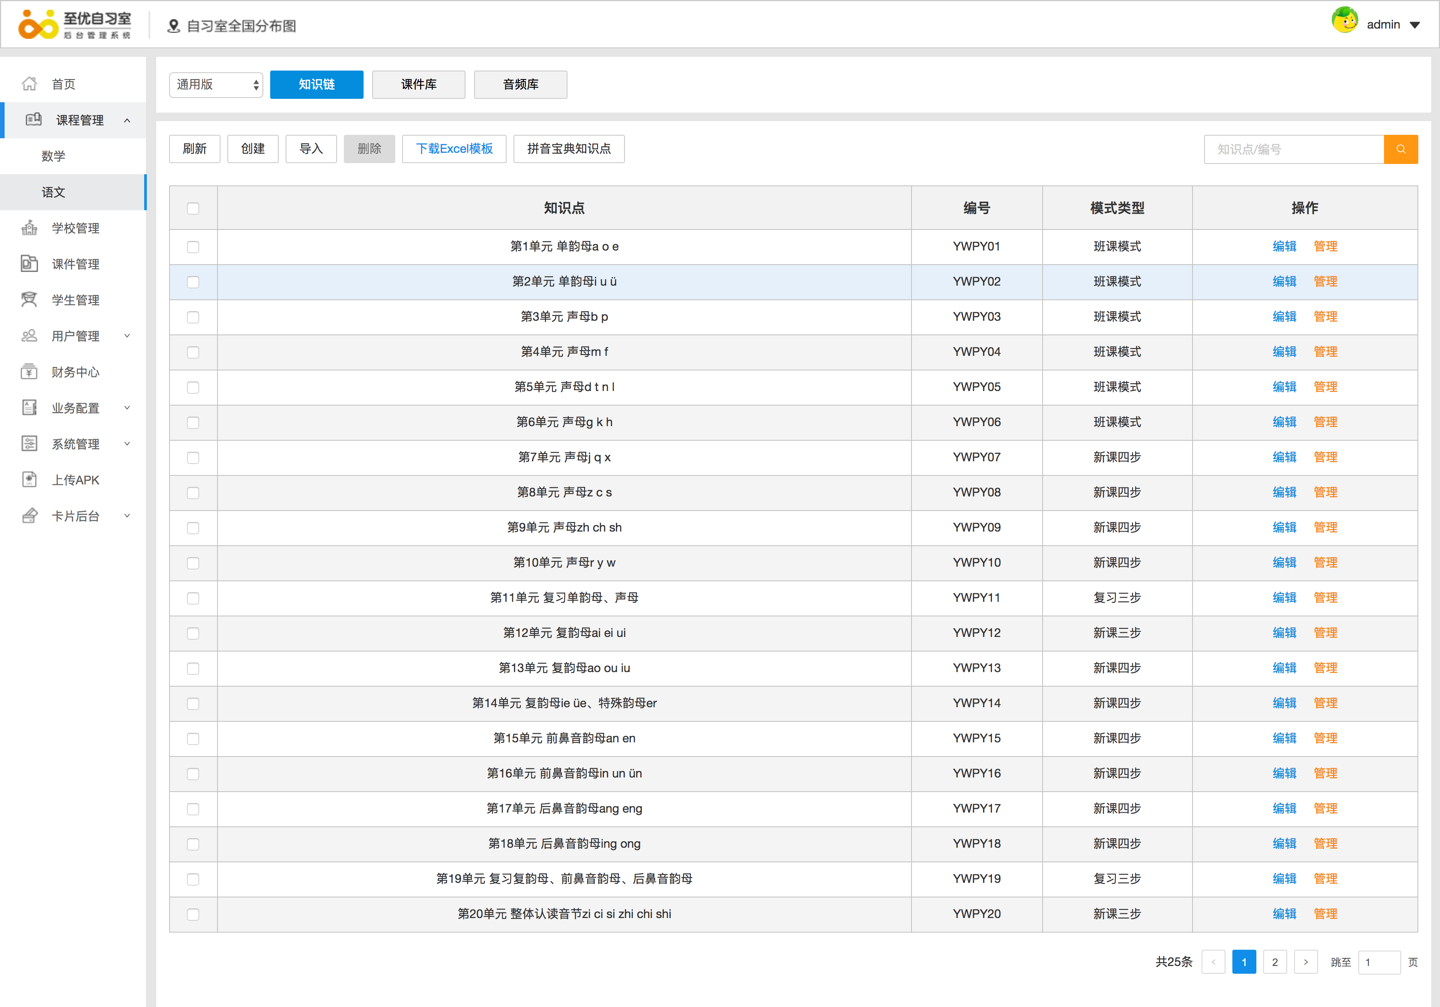 至优自习室
后台管理系统
自习室全国分布图
admin
首页
课程管理
数学
语文
学校管理
课件管理
学生管理
用户管理
财务中心
业务配置
系统管理
上传APK
卡片后台
通用版 知识链 课件库 音频库
刷新 创建 导入 删除 下载Excel模板 拼音宝典知识点 知识点/编号
知识点 编号 模式类型 操作
第1单元 单韵母a o e YWPY01 班课模式 编辑 管理
第2单元 单韵母i u ü YWPY02 班课模式 编辑 管理
第3单元 声母b p YWPY03 班课模式 编辑 管理
第4单元 声母m f YWPY04 班课模式 编辑 管理
第5单元 声母d t n l YWPY05 班课模式 编辑 管理
第6单元 声母g k h YWPY06 班课模式 编辑 管理
第7单元 声母j q x YWPY07 新课四步 编辑 管理
第8单元 声母z c s YWPY08 新课四步 编辑 管理
第9单元 声母zh ch sh YWPY09 新课四步 编辑 管理
第10单元 声母r y w YWPY10 新课四步 编辑 管理
第11单元 复习单韵母、声母 YWPY11 复习三步 编辑 管理
第12单元 复韵母ai ei ui YWPY12 新课三步 编辑 管理
第13单元 复韵母ao ou iu YWPY13 新课四步 编辑 管理
第14单元 复韵母ie üe、特殊韵母er YWPY14 新课四步 编辑 管理
第15单元 前鼻音韵母an en YWPY15 新课四步 编辑 管理
第16单元 前鼻音韵母in un ün YWPY16 新课四步 编辑 管理
第17单元 后鼻音韵母ang eng YWPY17 新课四步 编辑 管理
第18单元 后鼻音韵母ing ong YWPY18 新课四步 编辑 管理
第19单元 复习复韵母、前鼻音韵母、后鼻音韵母 YWPY19 复习三步 编辑 管理
第20单元 整体认读音节zi ci si zhi chi shi YWPY20 新课三步 编辑 管理
共25条 < 1 2 > 跳至 1 页